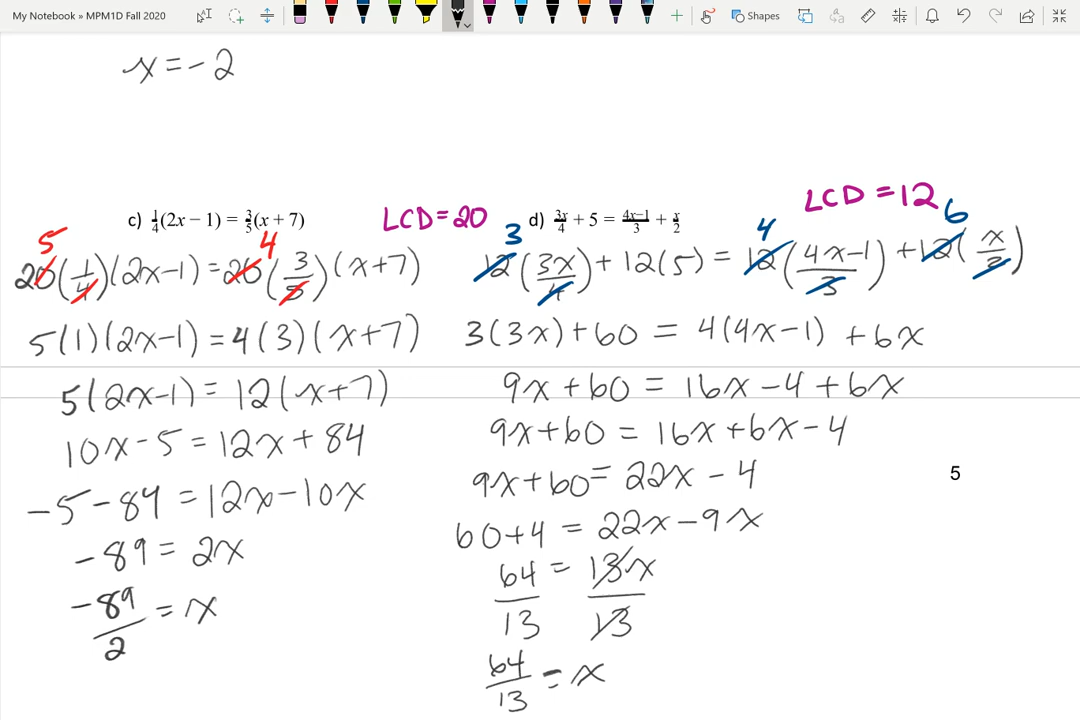 My Notebook » MPM1D Fall 2020
Shapes
x = -2
c) 1/4(2x − 1) = 3/5(x + 7)
LCD = 20
5 4
20(1/4)(2x-1) = 20(3/5)(x+7)
5(1)(2x-1) = 4(3)(x+7)
5(2x-1) = 12(x+7)
10x-5 = 12x+84
-5-84 = 12x-10x
-89 = 2x
-89/2 = x
d) 3x/4 + 5 = 4x−1/3 + x/2
LCD = 12
3 4 6
12(3x/4) + 12(5) = 12(4x-1/3) + 12(x/2)
3(3x)+60 = 4(4x-1) + 6x
9x+60 = 16x-4+6x
9x+60 = 16x+6x-4
9x+60 = 22x-4
60+4 = 22x-9x
64/13 = 13x/13
64/13 = x
5